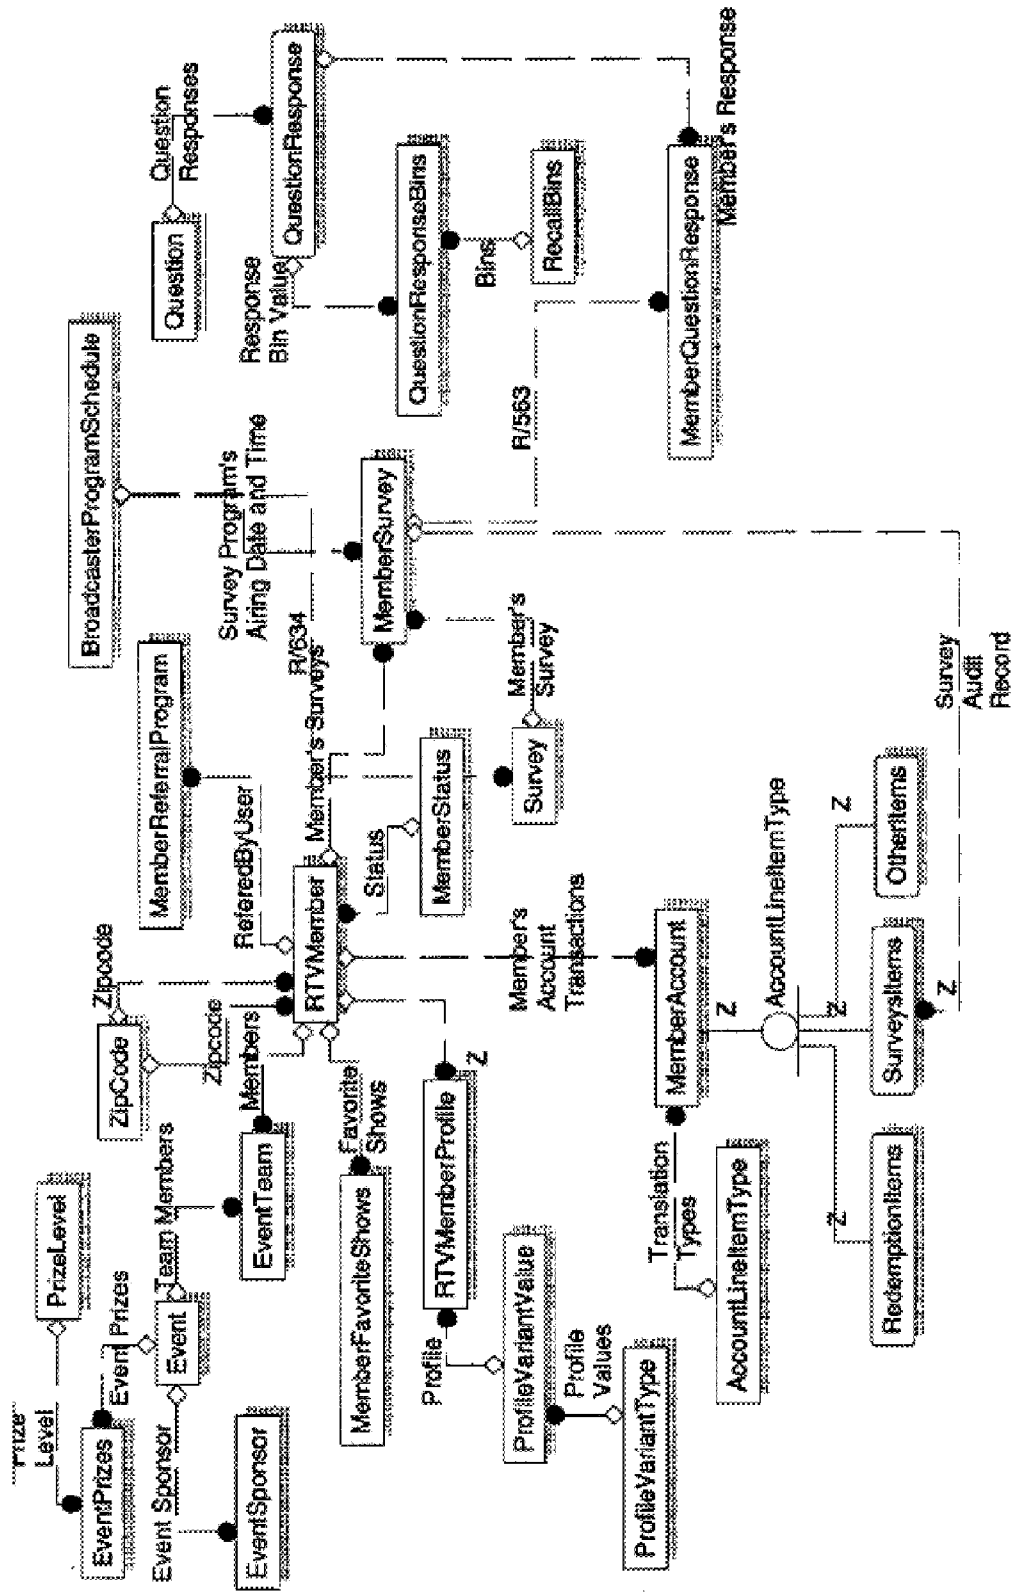 Prize
Level
PrizeLevel
EventPrizes
Event Prizes
Event
Event Sponsor
EventSponsor
Team Members
EventTeam
Members
ZipCode
Zipcode
Zipcode
RTVMember
ReferedByUser
MemberReferralProgram
BroadcasterProgramSchedule
Survey Program's
Airing Date and Time
R/634
Member's Surveys
MemberSurvey
Question
Question
Responses
QuestionResponse
Response
Bin Value
QuestionResponseBins
Bins
RecallBins
R/563
MemberQuestionResponse
Member's Response
Favorite
Shows
MemberFavoriteShows
Status
MemberStatus
Member's
Survey
Survey
RTVMemberProfile
Z
Profile
ProfileVariantValue
Profile
Values
ProfileVariantType
Member's
Account
Transactions
MemberAccount
Translation
Types
AccountLineItemType
Z
AccountLineItemType
Z
Z
Z
RedemptionItems
SurveysItems
OtherItems
Z
Survey
Audit
Record